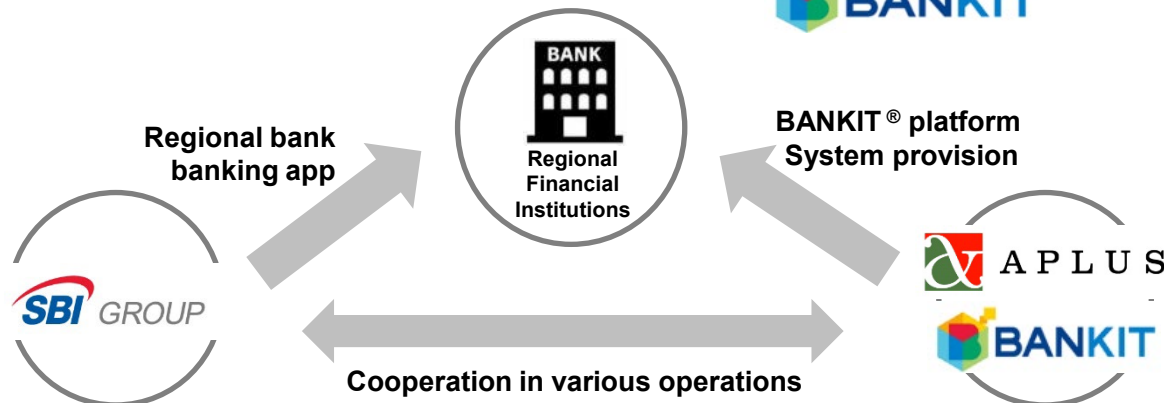 BANKIT
BANK
Regional
Financial
Institutions
Regional bank
banking app
BANKIT ® platform
System provision
SBI GROUP
& APLUS
BANKIT
Cooperation in various operations